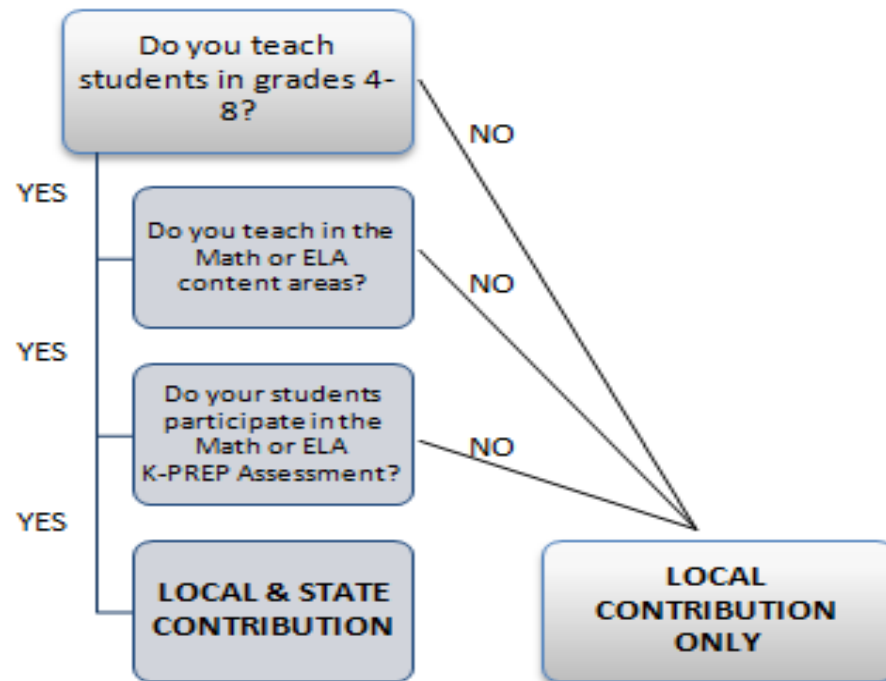 Do you teach
students in grades 4-
8?
NO
YES
Do you teach in the
Math or ELA
content areas?
NO
YES
Do your students
participate in the
Math or ELA
K-PREP Assessment?
NO
YES
LOCAL & STATE
CONTRIBUTION
LOCAL
CONTRIBUTION
ONLY